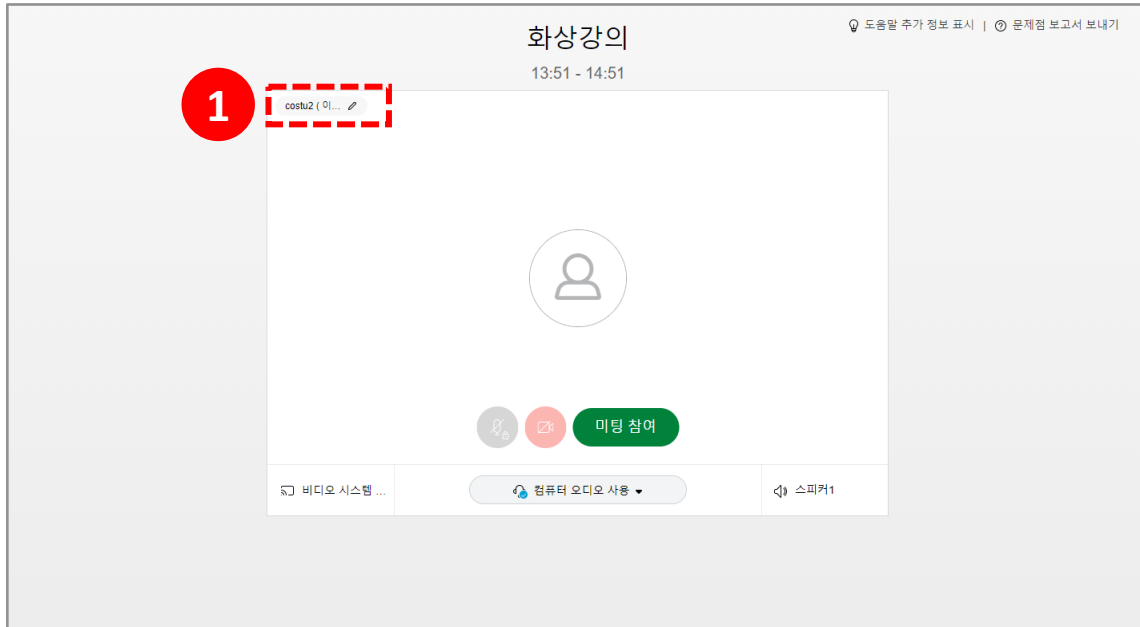 화상강의
도움말 추가 정보 표시 | 문제점 보고서 보내기
13:51 - 14:51
1
costu2 ( 이...
미팅 참여
비디오 시스템 ...
컴퓨터 오디오 사용
스피커1